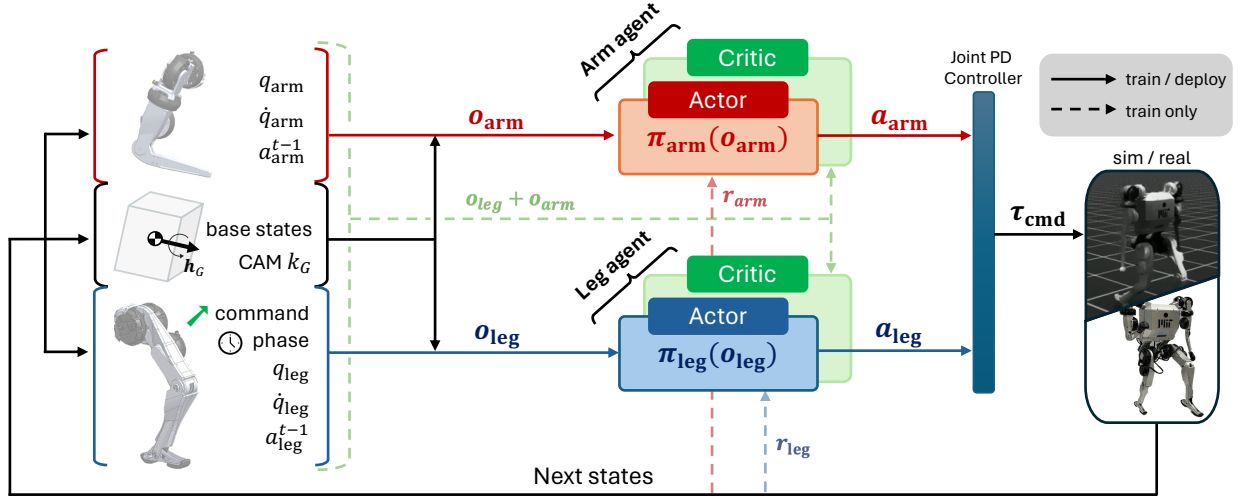 q_arm
q̇_arm
a_arm^{t-1}
base states
CAM k_G
h_G
command
phase
q_leg
q̇_leg
a_leg^{t-1}
o_arm
o_leg + o_arm
o_leg
Arm agent
Critic
Actor
π_arm(o_arm)
r_arm
Leg agent
Critic
Actor
π_leg(o_leg)
r_leg
a_arm
a_leg
Joint PD
Controller
τ_cmd
train / deploy
train only
sim / real
Next states